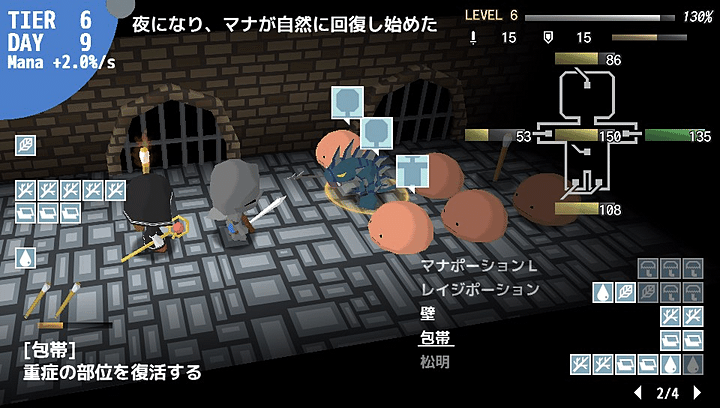 TIER 6
DAY 9
Mana +2.0%/s
夜になり、マナが自然に回復し始めた
LEVEL 6
130%
15
15
86
53
150
135
108
マナポーションL
レイジポーション
壁
包帯
松明
[包帯]
重症の部位を復活する
2/4